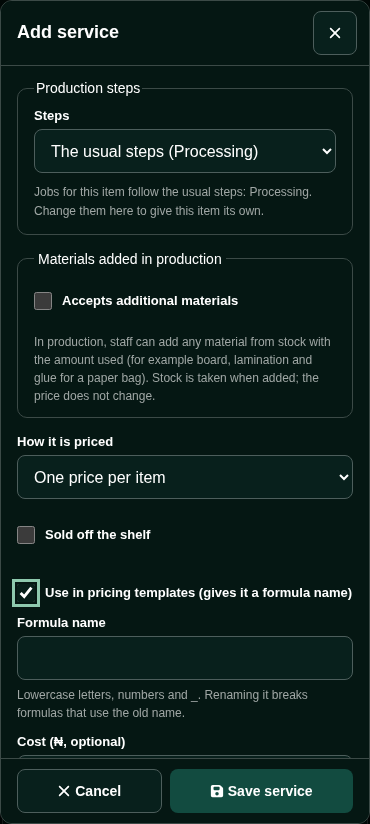 Add service
Production steps
Steps
The usual steps (Processing)
Jobs for this item follow the usual steps: Processing.
Change them here to give this item its own.
Materials added in production
Accepts additional materials
In production, staff can add any material from stock with
the amount used (for example board, lamination and
glue for a paper bag). Stock is taken when added; the
price does not change.
How it is priced
One price per item
Sold off the shelf
Use in pricing templates (gives it a formula name)
Formula name
Lowercase letters, numbers and _. Renaming it breaks
formulas that use the old name.
Cost (₦, optional)
Cancel
Save service